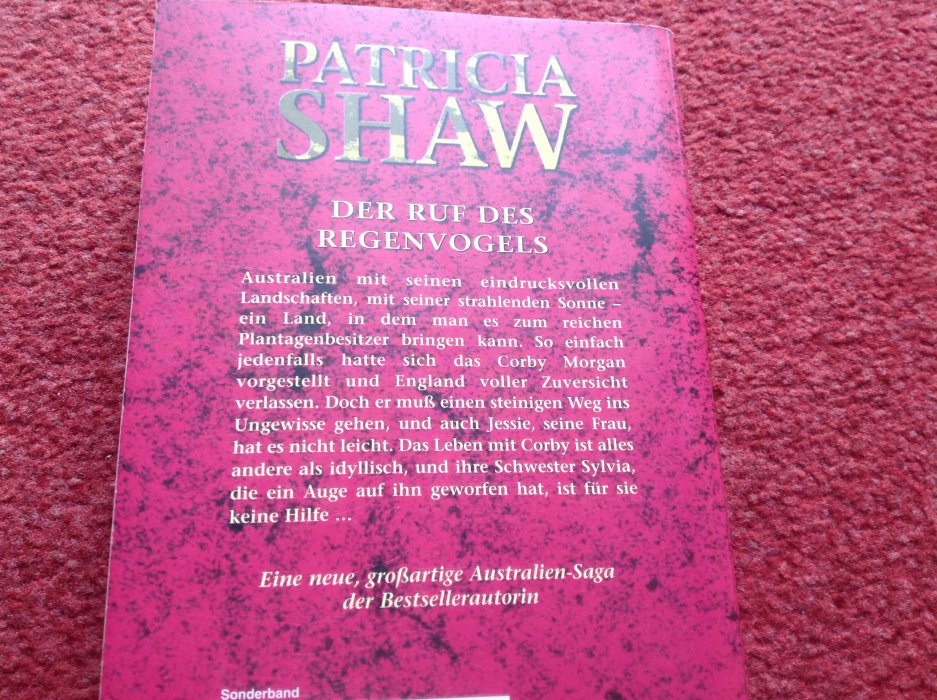 PATRICIA
SHAW
DER RUF DES
REGENVOGELS
Australien mit seinen eindrucksvollen
Landschaften, mit seiner strahlenden Sonne –
ein Land, in dem man es zum reichen
Plantagenbesitzer bringen kann. So einfach
jedenfalls hatte sich das Corby Morgan
vorgestellt und England voller Zuversicht
verlassen. Doch er muß einen steinigen Weg ins
Ungewisse gehen, und auch Jessie, seine Frau,
hat es nicht leicht. Das Leben mit Corby ist alles
andere als idyllisch, und ihre Schwester Sylvia,
die ein Auge auf ihn geworfen hat, ist für sie
keine Hilfe ...
Eine neue, großartige Australien-Saga
der Bestsellerautorin
Sonderband